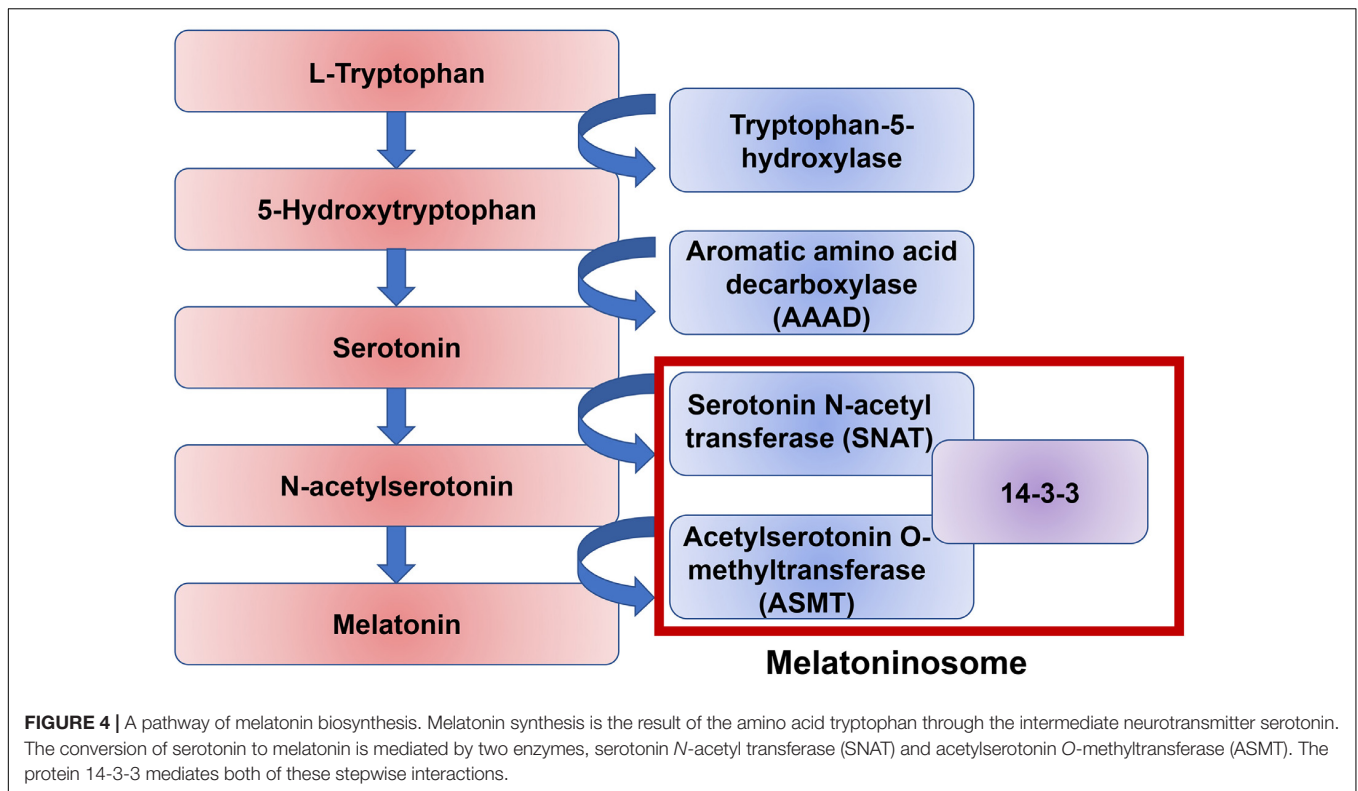 L-Tryptophan
Tryptophan-5-
hydroxylase
5-Hydroxytryptophan
Aromatic amino acid
decarboxylase
(AAAD)
Serotonin
Serotonin N-acetyl
transferase (SNAT)
N-acetylserotonin
14-3-3
Acetylserotonin O-
methyltransferase
(ASMT)
Melatonin
Melatoninosome
FIGURE 4 | A pathway of melatonin biosynthesis. Melatonin synthesis is the result of the amino acid tryptophan through the intermediate neurotransmitter serotonin.
The conversion of serotonin to melatonin is mediated by two enzymes, serotonin N-acetyl transferase (SNAT) and acetylserotonin O-methyltransferase (ASMT). The
protein 14-3-3 mediates both of these stepwise interactions.